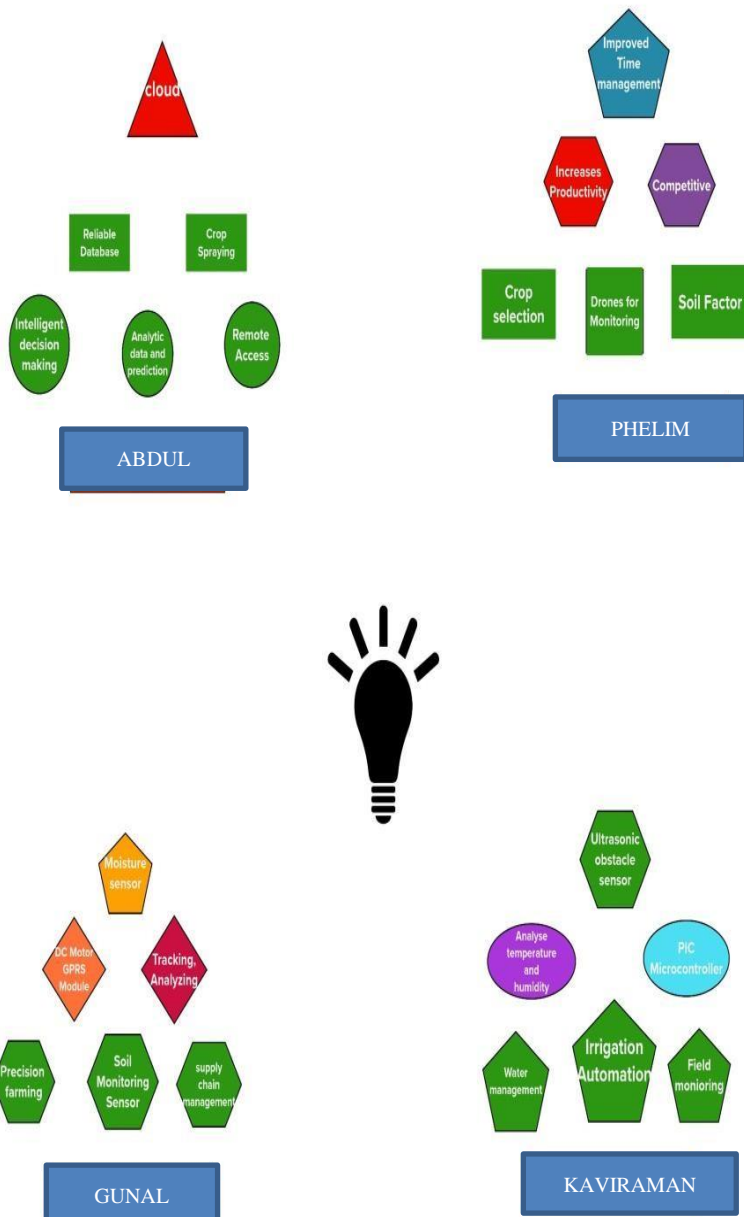 cloud
Reliable
Database
Crop
Spraying
Intelligent
decision
making
Analytic
data and
prediction
Remote
Access
ABDUL
Improved
Time
management
Increases
Productivity
Competitive
Crop
selection
Drones for
Monitoring
Soil Factor
PHELIM
Moisture
sensor
DC Motor
GPRS
Module
Tracking,
Analyzing
Precision
farming
Soil
Monitoring
Sensor
supply
chain
management
GUNAL
Ultrasonic
obstacle
sensor
Analyse
temperature
and
humidity
PIC
Microcontroller
Water
management
Irrigation
Automation
Field
monioring
KAVIRAMAN